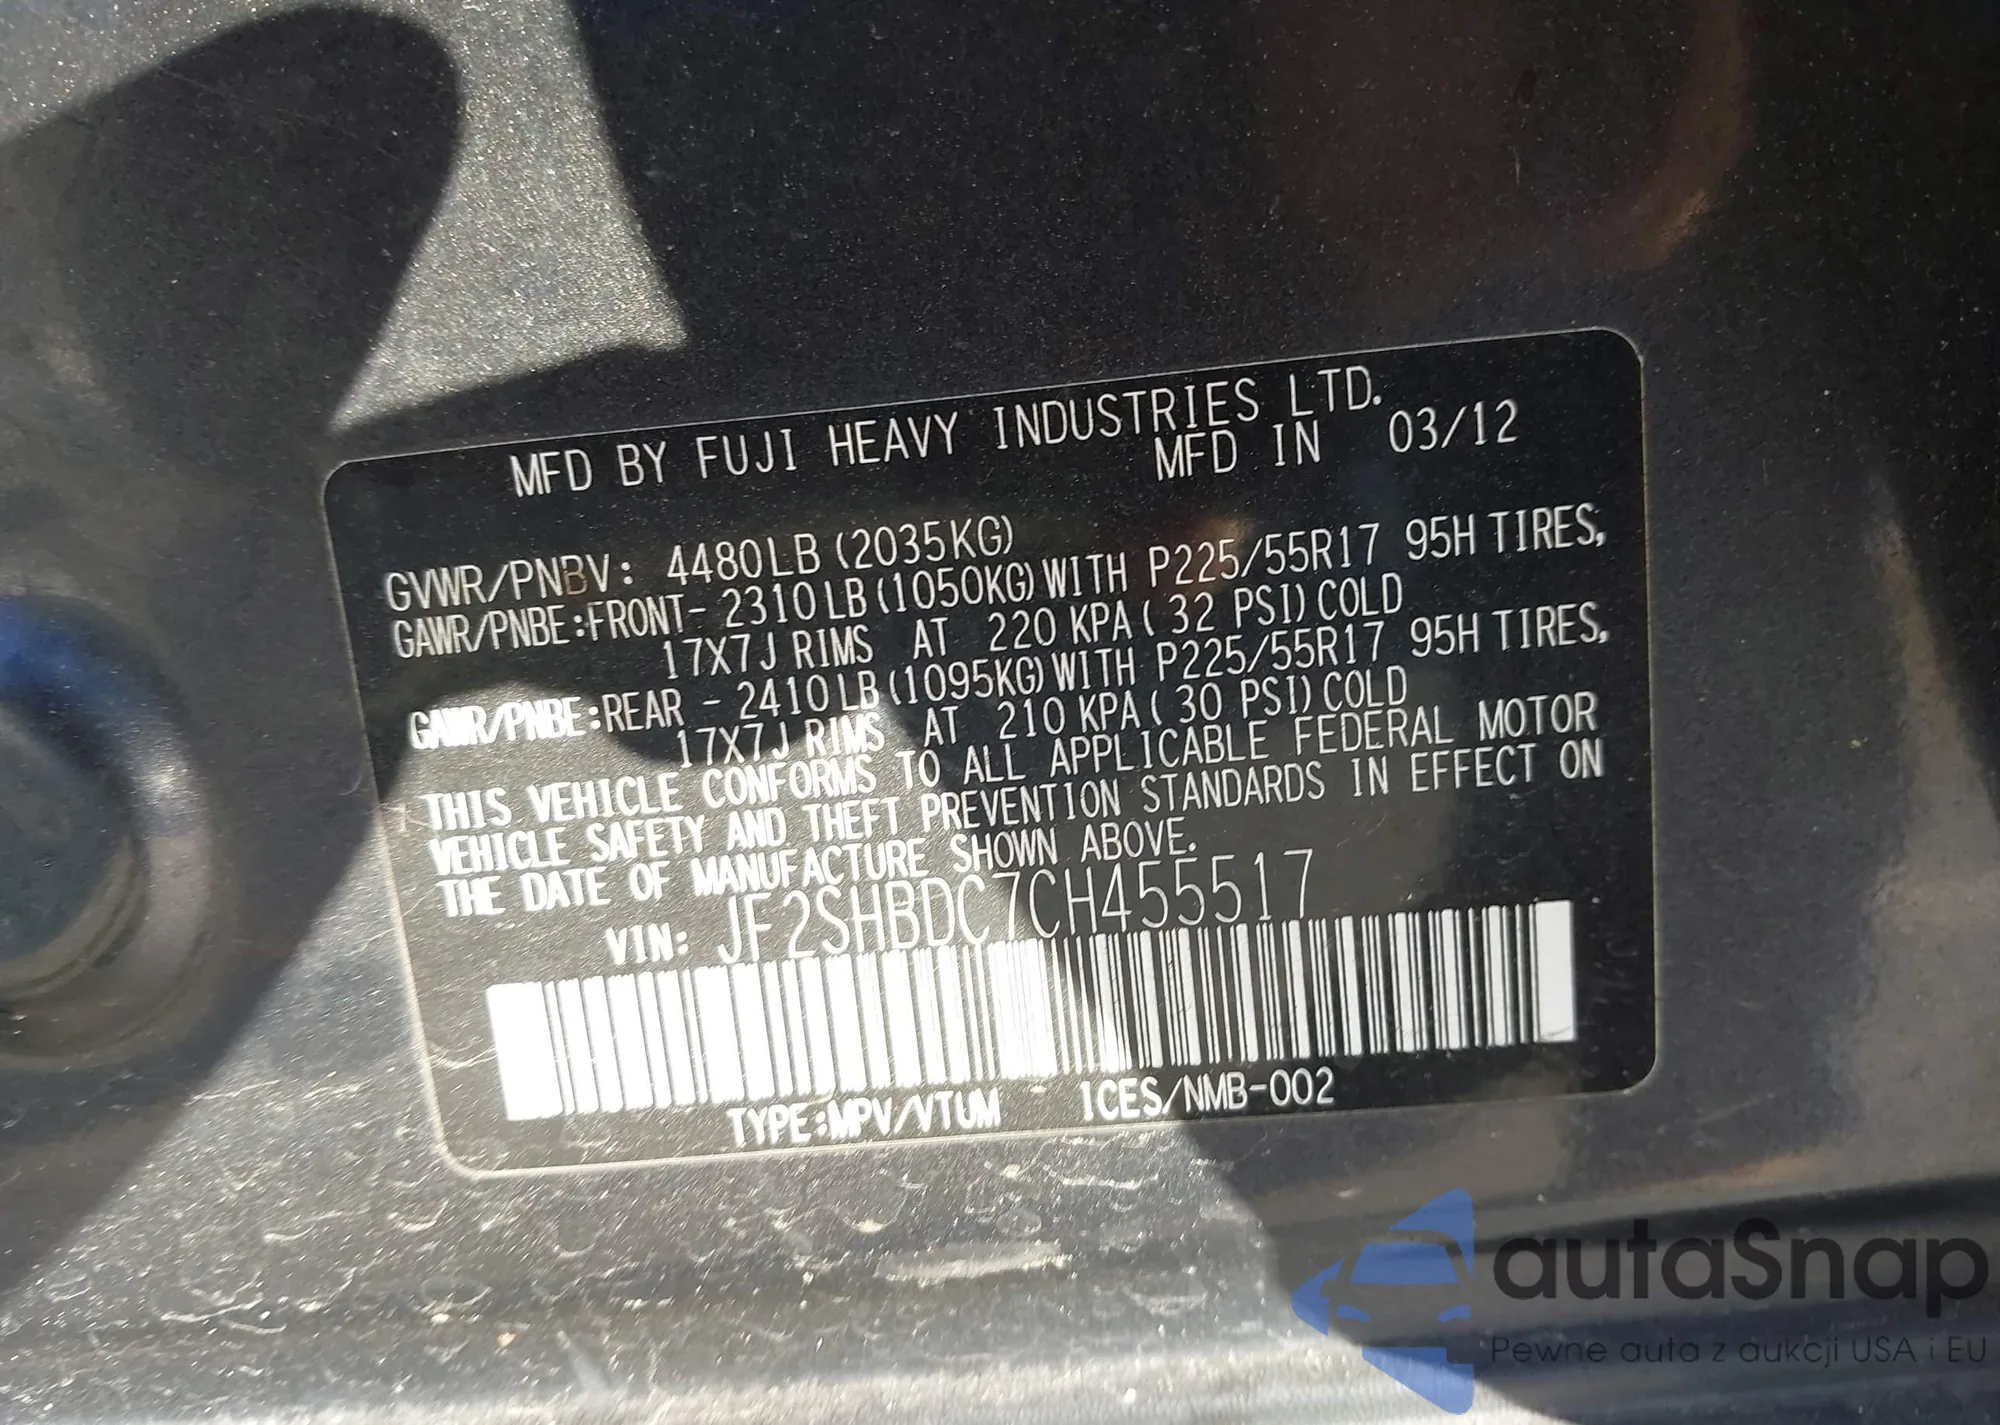 MFD BY FUJI HEAVY INDUSTRIES LTD.
MFD IN 03/12
GVWR/PNBV: 4480LB (2035KG)
GAWR/PNBE:FRONT- 2310LB (1050KG) WITH P225/55R17 95H TIRES,
17X7J RIMS AT 220 KPA ( 32 PSI) COLD
GAWR/PNBE:REAR - 2410LB (1095KG) WITH P225/55R17 95H TIRES,
17X7J RIMS AT 210 KPA ( 30 PSI) COLD
THIS VEHICLE CONFORMS TO ALL APPLICABLE FEDERAL MOTOR
VEHICLE SAFETY AND THEFT PREVENTION STANDARDS IN EFFECT ON
THE DATE OF MANUFACTURE SHOWN ABOVE.
VIN: JF2SHBDC7CH455517
TYPE:MPV/VTUM 1CES/NMB-002
autaSnap
Pewne auta z aukcji USA i EU